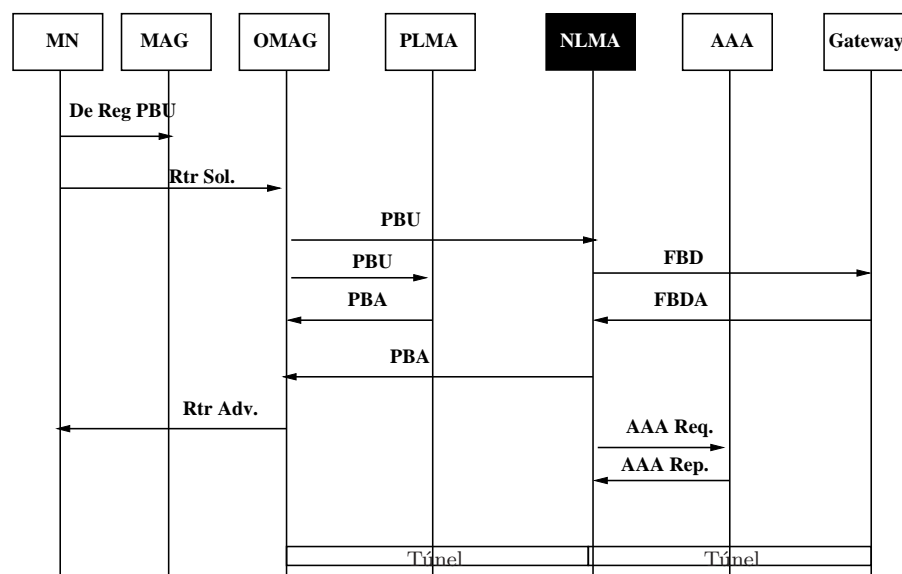 MN MAG OMAG PLMA NLMA AAA Gateway
De Reg PBU
Rtr Sol.
PBU
PBU FBD
PBA FBDA
PBA
Rtr Adv.
AAA Req.
AAA Rep.
Túnel Túnel